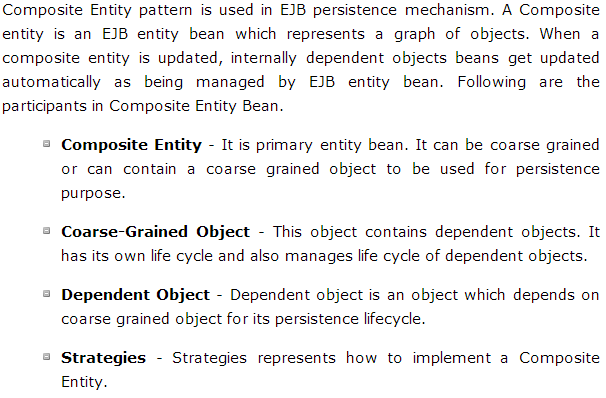 Composite Entity pattern is used in EJB persistence mechanism. A Composite
entity is an EJB entity bean which represents a graph of objects. When a
composite entity is updated, internally dependent objects beans get updated
automatically as being managed by EJB entity bean. Following are the
participants in Composite Entity Bean.
Composite Entity - It is primary entity bean. It can be coarse grained
or can contain a coarse grained object to be used for persistence
purpose.
Coarse-Grained Object - This object contains dependent objects. It
has its own life cycle and also manages life cycle of dependent objects.
Dependent Object - Dependent object is an object which depends on
coarse grained object for its persistence lifecycle.
Strategies - Strategies represents how to implement a Composite
Entity.